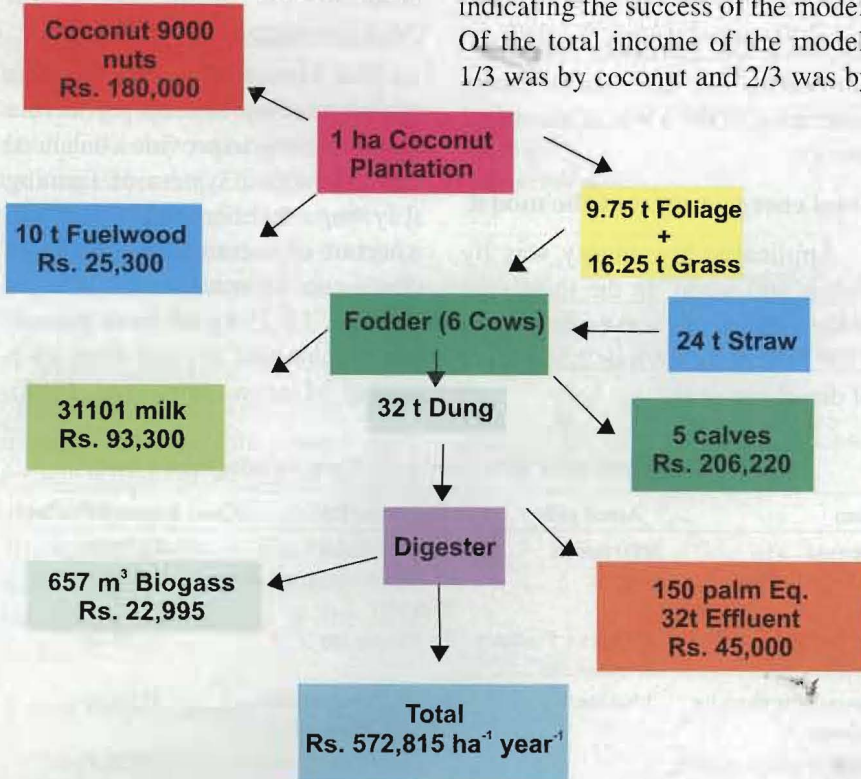 indicating the success of the model
Of the total income of the model
1/3 was by coconut and 2/3 was by
Coconut 9000
nuts
Rs. 180,000
1 ha Coconut
Plantation
10 t Fuelwood
Rs. 25,300
9.75 t Foliage
+
16.25 t Grass
Fodder (6 Cows)
24 t Straw
31101 milk
Rs. 93,300
32 t Dung
5 calves
Rs. 206,220
Digester
657 m³ Biogass
Rs. 22,995
150 palm Eq.
32t Effluent
Rs. 45,000
Total
Rs. 572,815 ha⁻¹ year⁻¹